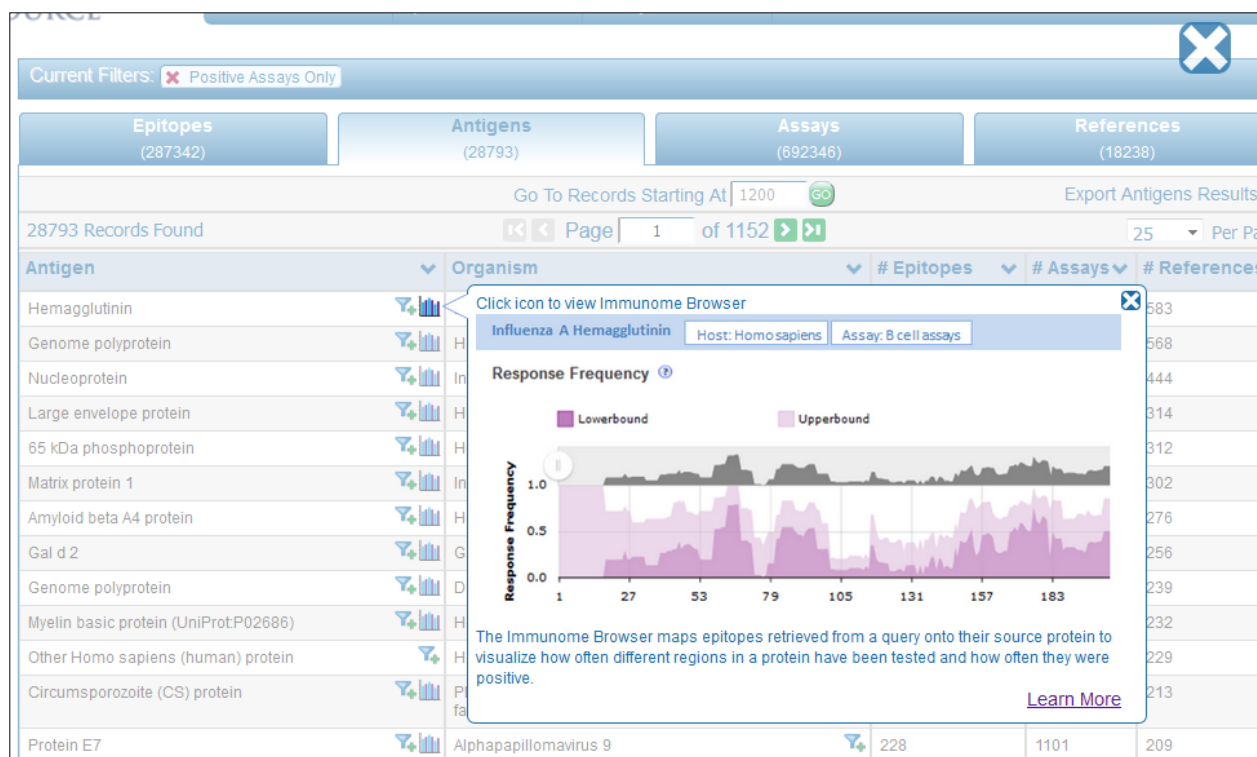 Current Filters: Positive Assays Only
Epitopes
(287342)
Antigens
(28793)
Assays
(692346)
References
(18238)
Go To Records Starting At 1200 GO
Export Antigens Results
28793 Records Found
Page 1 of 1152
25 Per
Antigen
Organism
# Epitopes
# Assays
# References
Hemagglutinin
583
Genome polyprotein
H
568
Nucleoprotein
In
444
Large envelope protein
H
314
65 kDa phosphoprotein
H
312
Matrix protein 1
In
302
Amyloid beta A4 protein
H
276
Gal d 2
G
256
Genome polyprotein
D
239
Myelin basic protein (UniProt:P02686)
H
232
Other Homo sapiens (human) protein
H
229
Circumsporozoite (CS) protein
Pl
fa
213
Protein E7
Alphapapillomavirus 9
228
1101
209
Click icon to view Immunome Browser
Influenza A Hemagglutinin
Host: Homo sapiens
Assay: B cell assays
Response Frequency ?
Lowerbound
Upperbound
Response Frequency
1.0
0.5
0.0
1 27 53 79 105 131 157 183
The Immunome Browser maps epitopes retrieved from a query onto their source protein to
visualize how often different regions in a protein have been tested and how often they were
positive.
Learn More